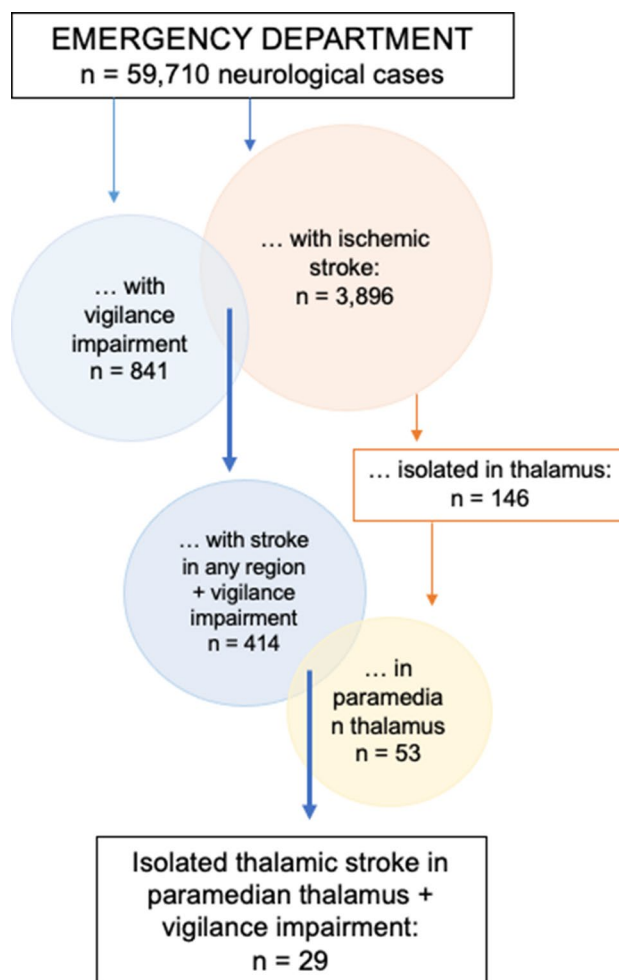 EMERGENCY DEPARTMENT
n = 59,710 neurological cases
… with ischemic
stroke:
n = 3,896
… with
vigilance
impairment
n = 841
… isolated in thalamus:
n = 146
… with stroke
in any region
+ vigilance
impairment
n = 414
… in
paramedia
n thalamus
n = 53
Isolated thalamic stroke in
paramedian thalamus +
vigilance impairment:
n = 29